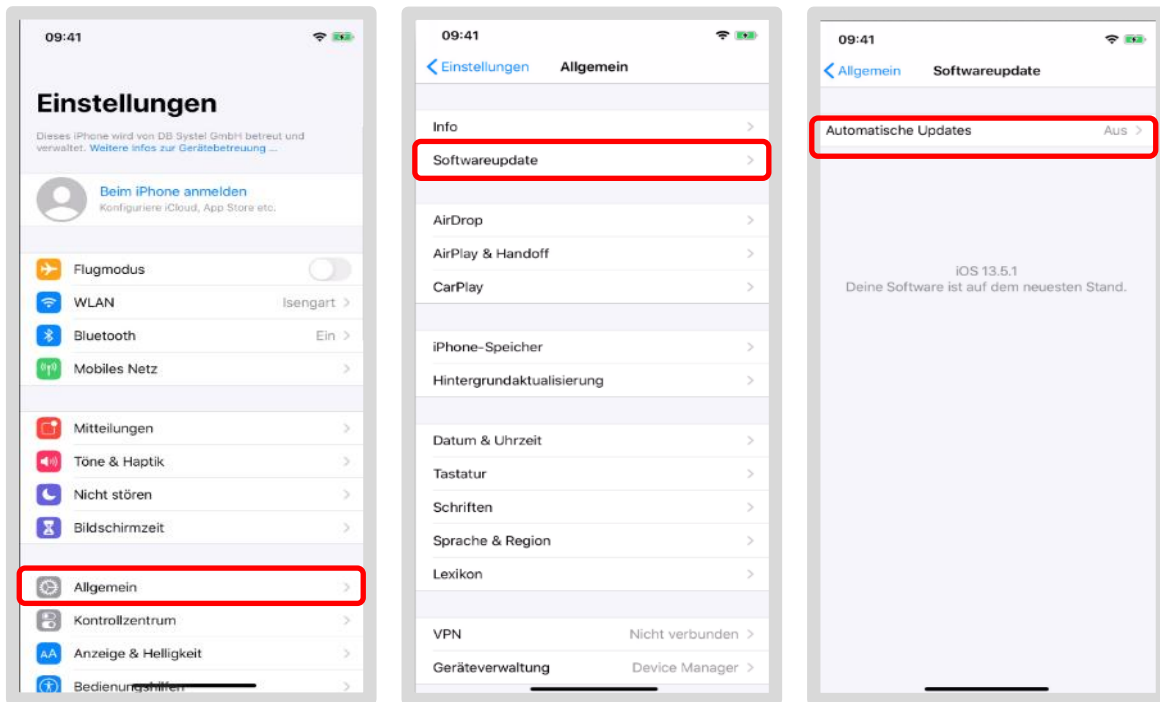 09:41
Einstellungen
Dieses iPhone wird von DB Systel GmbH betreut und
verwaltet. Weitere Infos zur Gerätebetreuung ...
Beim iPhone anmelden
Konfiguriere iCloud, App Store etc.
Flugmodus
WLAN Isengart
Bluetooth Ein
Mobiles Netz
Mitteilungen
Töne & Haptik
Nicht stören
Bildschirmzeit
Allgemein
Kontrollzentrum
AA Anzeige & Helligkeit
Bedienungshilfen
09:41
Einstellungen Allgemein
Info
Softwareupdate
AirDrop
AirPlay & Handoff
CarPlay
iPhone-Speicher
Hintergrundaktualisierung
Datum & Uhrzeit
Tastatur
Schriften
Sprache & Region
Lexikon
VPN Nicht verbunden
Geräteverwaltung Device Manager
09:41
Allgemein Softwareupdate
Automatische Updates Aus
iOS 13.5.1
Deine Software ist auf dem neuesten Stand.